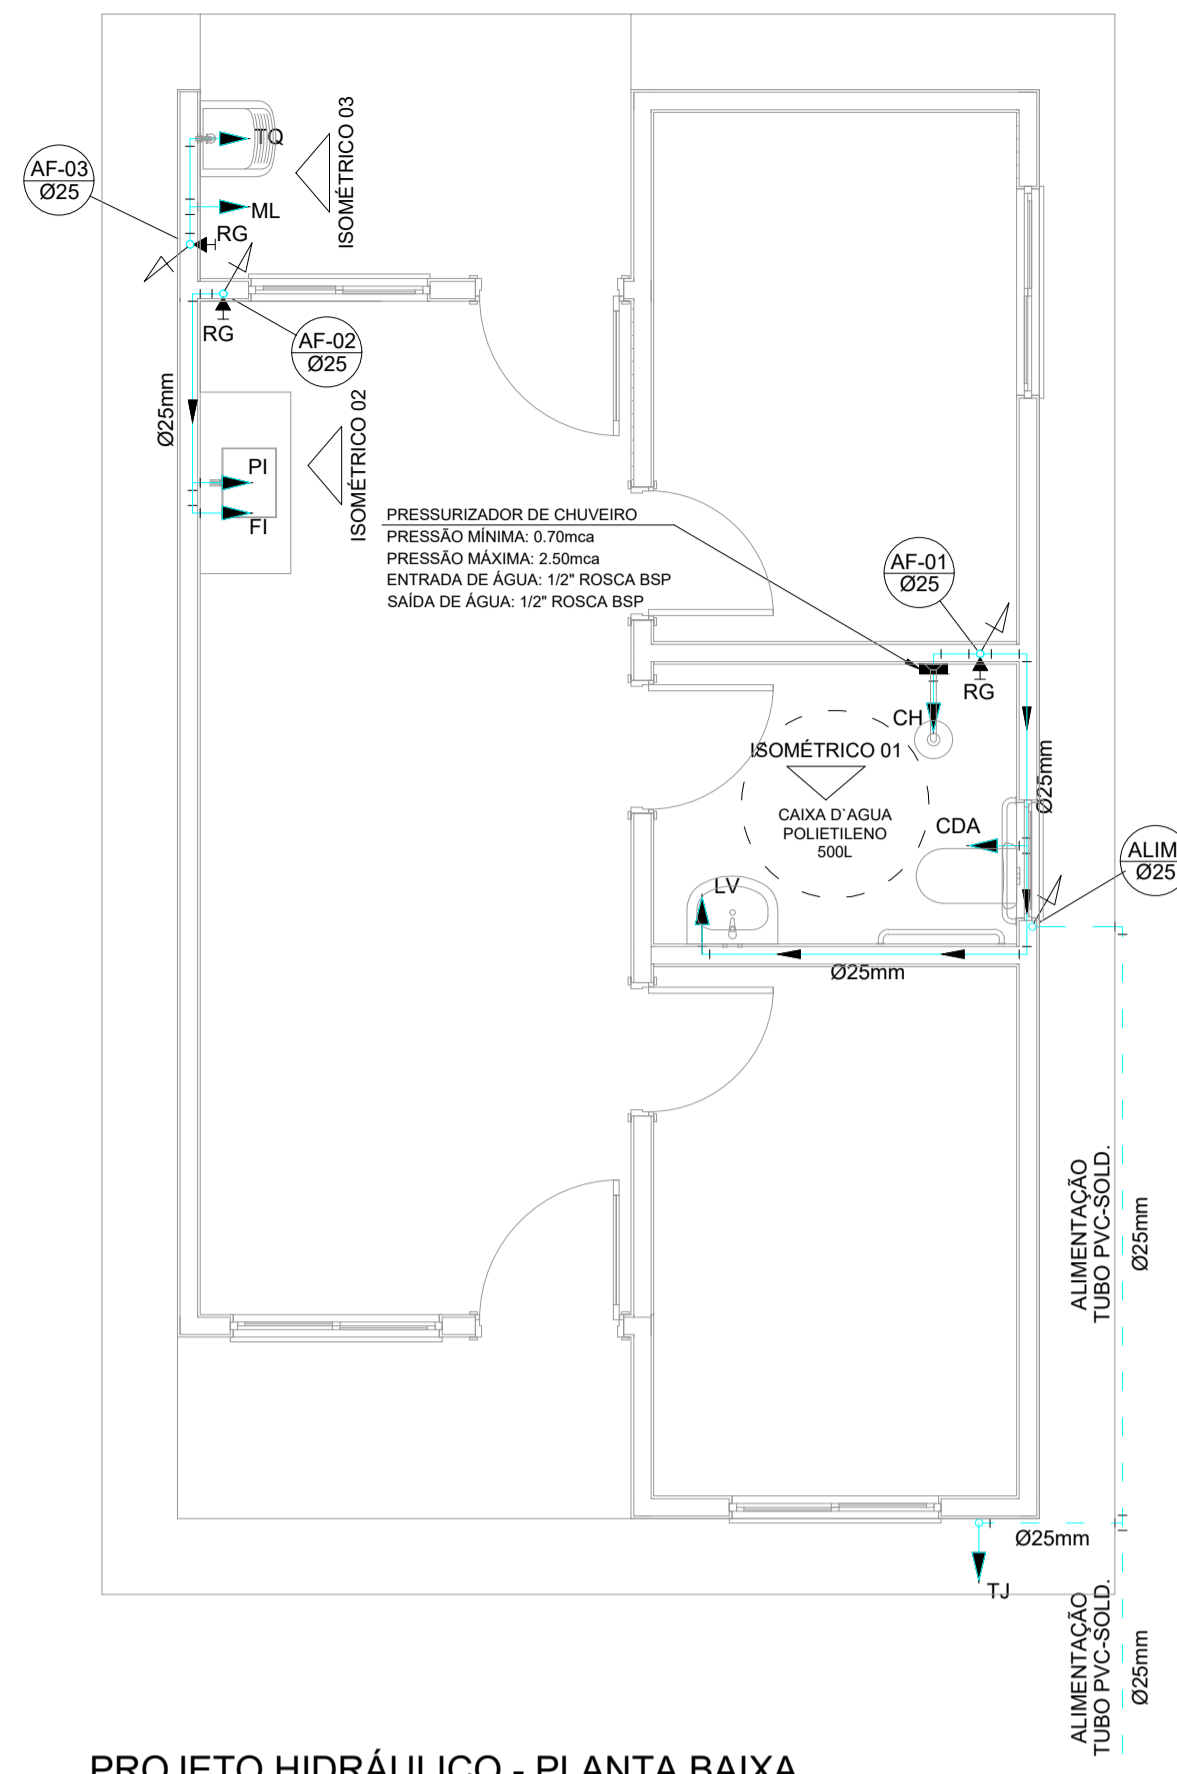 TQ
ISOMÉTRICO 03
AF-03
Ø25
ML
RG
RG
AF-02
Ø25
Ø25mm
ISOMÉTRICO 02
PI
FI
PRESSURIZADOR DE CHUVEIRO
PRESSÃO MÍNIMA: 0.70mca
PRESSÃO MÁXIMA: 2.50mca
ENTRADA DE ÁGUA: 1/2" ROSCA BSP
SAÍDA DE ÁGUA: 1/2" ROSCA BSP
AF-01
Ø25
RG
CH
ISOMÉTRICO 01
Ø25mm
CAIXA D`AGUA
POLIETILENO
500L
CDA
ALIM
Ø25
LV
Ø25mm
ALIMENTAÇÃO
TUBO PVC-SOLD.
Ø25mm
Ø25mm
TJ
ALIMENTAÇÃO
TUBO PVC-SOLD.
Ø25mm
PROJETO HIDRÁULICO - PLANTA BAIXA